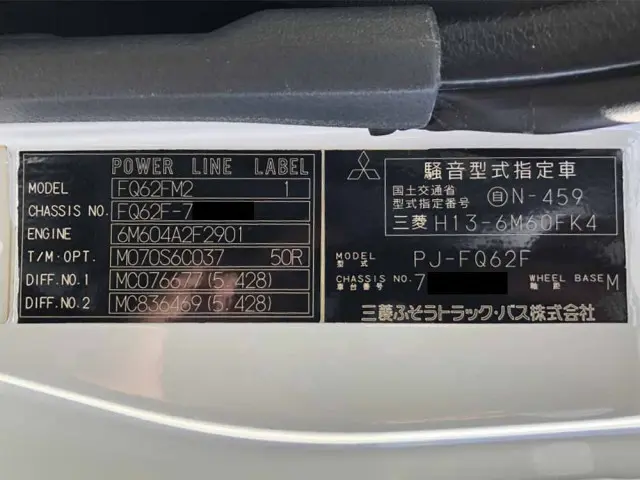 POWER LINE LABEL
MODEL FQ62FM2 1
CHASSIS NO. FQ62F-7
ENGINE 6M604A2F2901
T/M・OPT. M070S6C037 50R
DIFF.NO.1 MC076677(5.428)
DIFF.NO.2 MC836469(5.428)
騒音型式指定車
国土交通省
型式指定番号 自N-459
三菱 H13-6M60FK4
MODEL
型式 PJ-FQ62F
CHASSIS NO. 7 WHEEL BASE M
車台番号 軸距
三菱ふそうトラック・バス株式会社